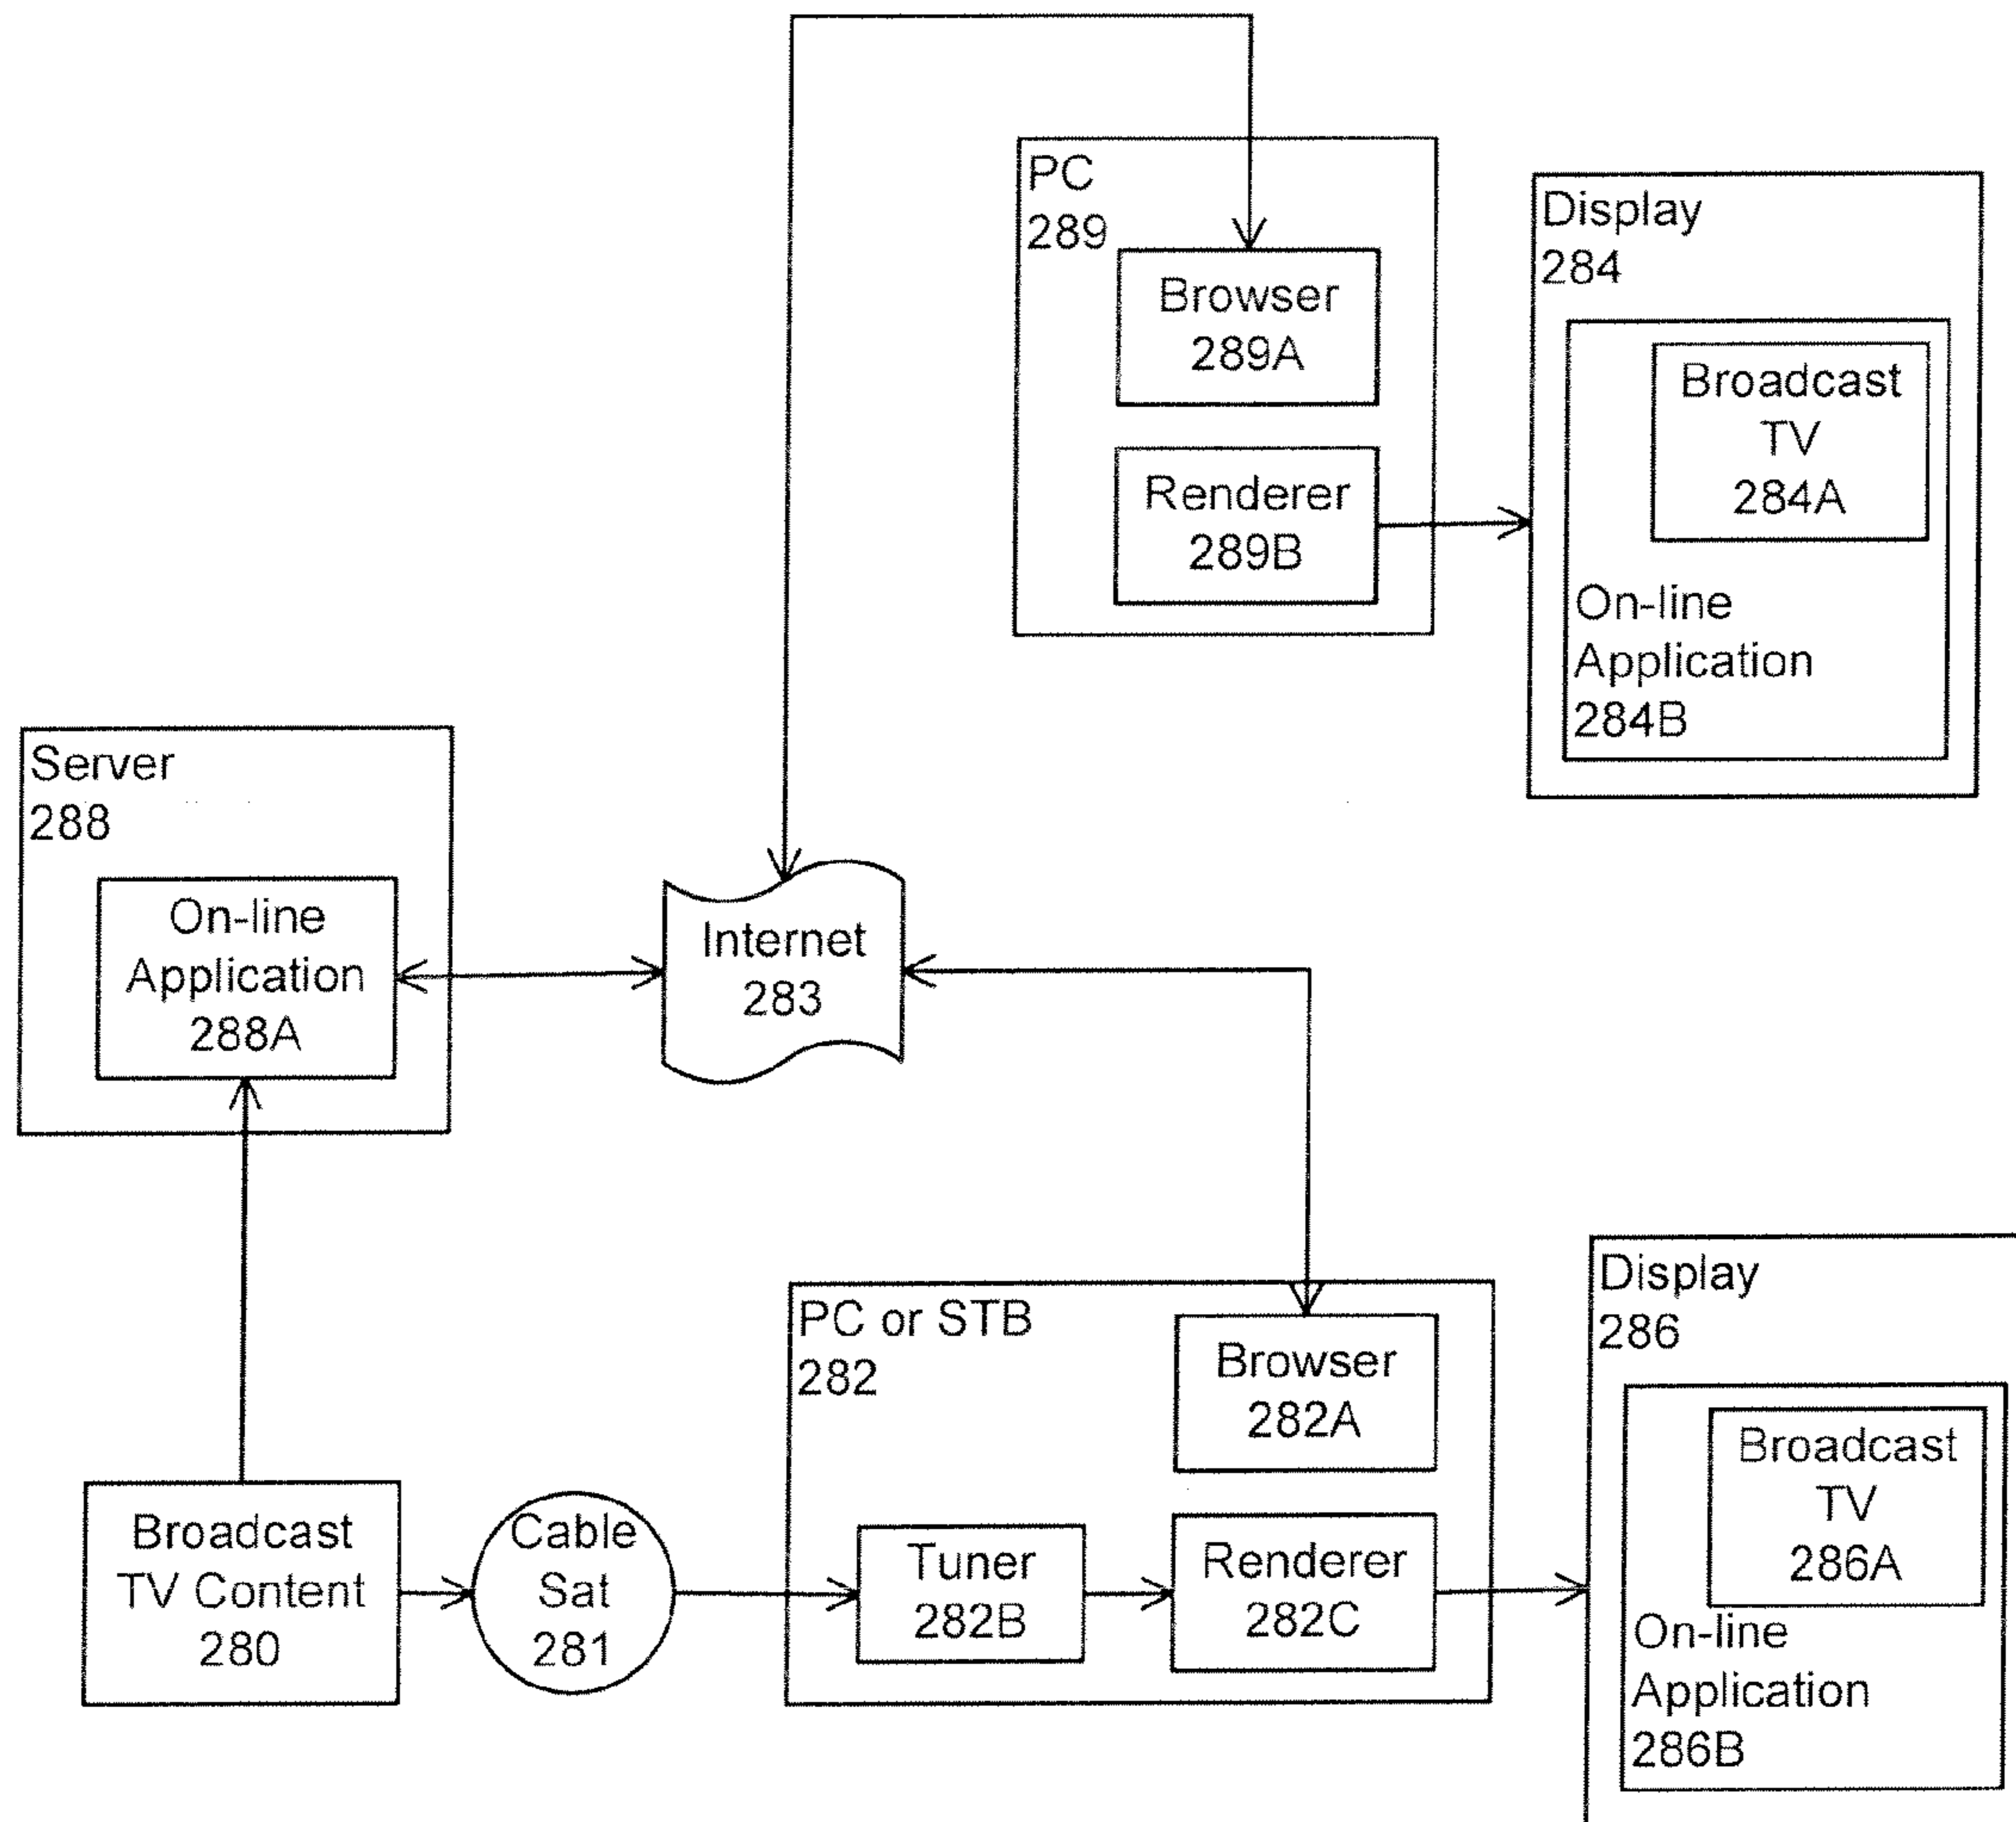 PC
289
Browser
289A
Renderer
289B
Display
284
Broadcast
TV
284A
On-line
Application
284B
Server
288
On-line
Application
288A
Internet
283
PC or STB
282
Browser
282A
Tuner
282B
Renderer
282C
Display
286
Broadcast
TV
286A
On-line
Application
286B
Broadcast
TV Content
280
Cable
Sat
281